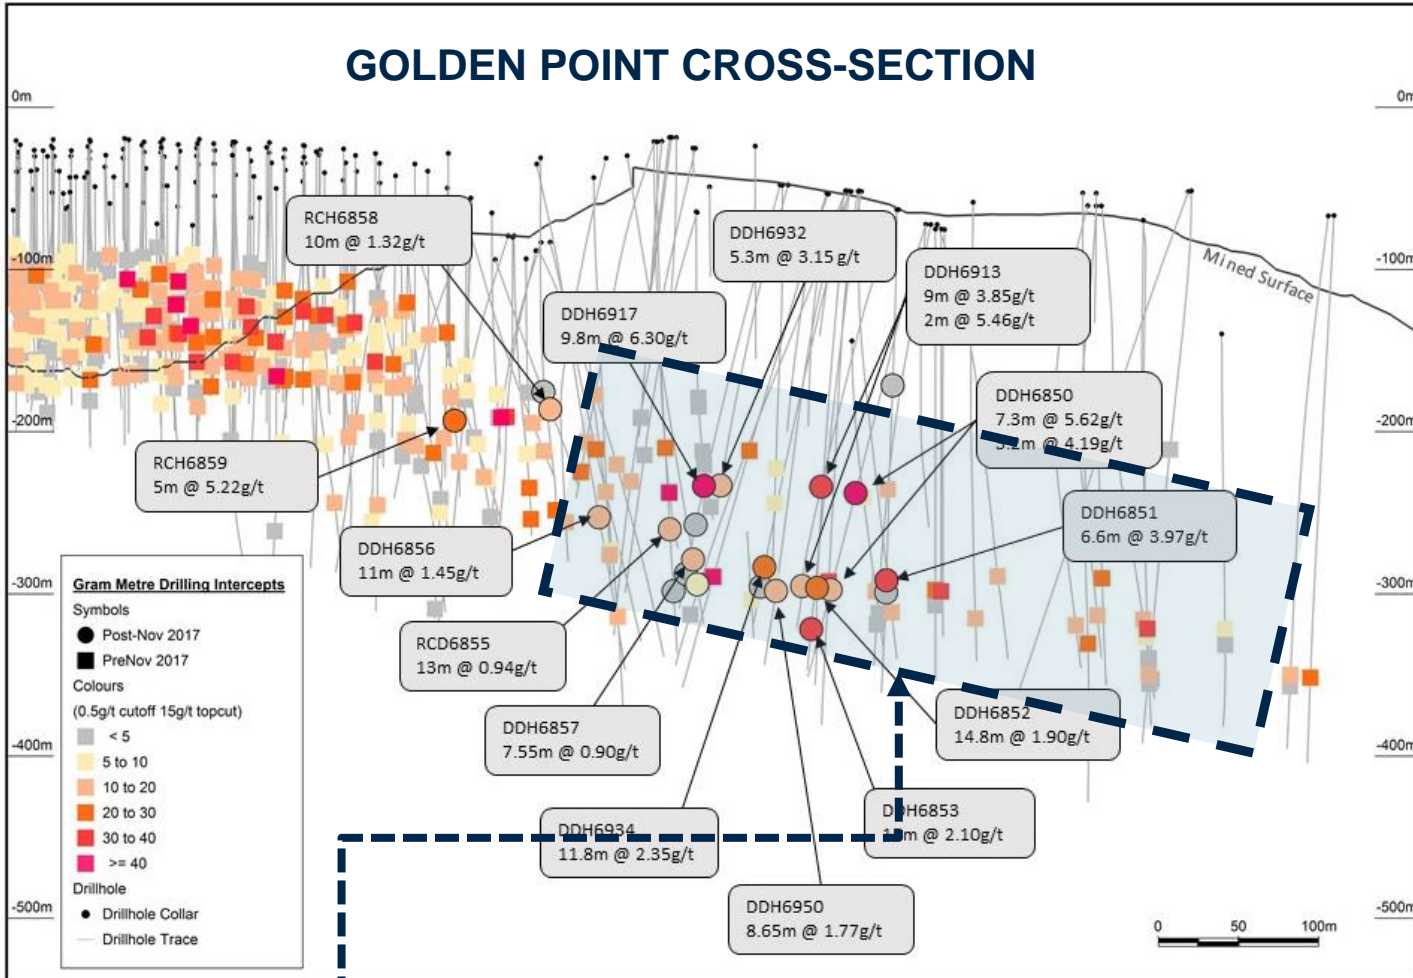 GOLDEN POINT CROSS-SECTION
0m
0m
-100m
-100m
-200m
-200m
-300m
-300m
-400m
-400m
-500m
-500m
Mined Surface
RCH6858
10m @ 1.32g/t
DDH6932
5.3m @ 3.15 g/t
DDH6913
9m @ 3.85g/t
2m @ 5.46g/t
DDH6917
9.8m @ 6.30g/t
DDH6850
7.3m @ 5.62g/t
@ 4.19g/t
RCH6859
5m @ 5.22g/t
DDH6851
6.6m @ 3.97g/t
DDH6856
11m @ 1.45g/t
RCD6855
13m @ 0.94g/t
DDH6857
7.55m @ 0.90g/t
DDH6852
14.8m @ 1.90g/t
DDH6934
11.8m @ 2.35g/t
DDH6853
@ 2.10g/t
DDH6950
8.65m @ 1.77g/t
Gram Metre Drilling Intercepts
Symbols
Post-Nov 2017
PreNov 2017
Colours
(0.5g/t cutoff 15g/t topcut)
< 5
5 to 10
10 to 20
20 to 30
30 to 40
>= 40
Drillhole
Drillhole Collar
Drillhole Trace
0 50 100m